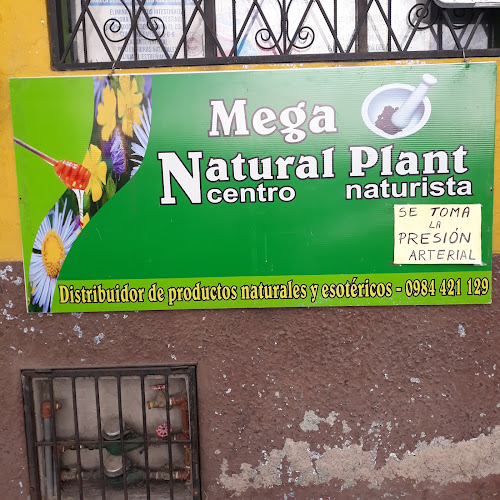 Mega
Natural Plant
centro naturista
SE TOMA
LA
PRESIÓN
ARTERIAL
Distribuidor de productos naturales y esotéricos - 0984 421 129